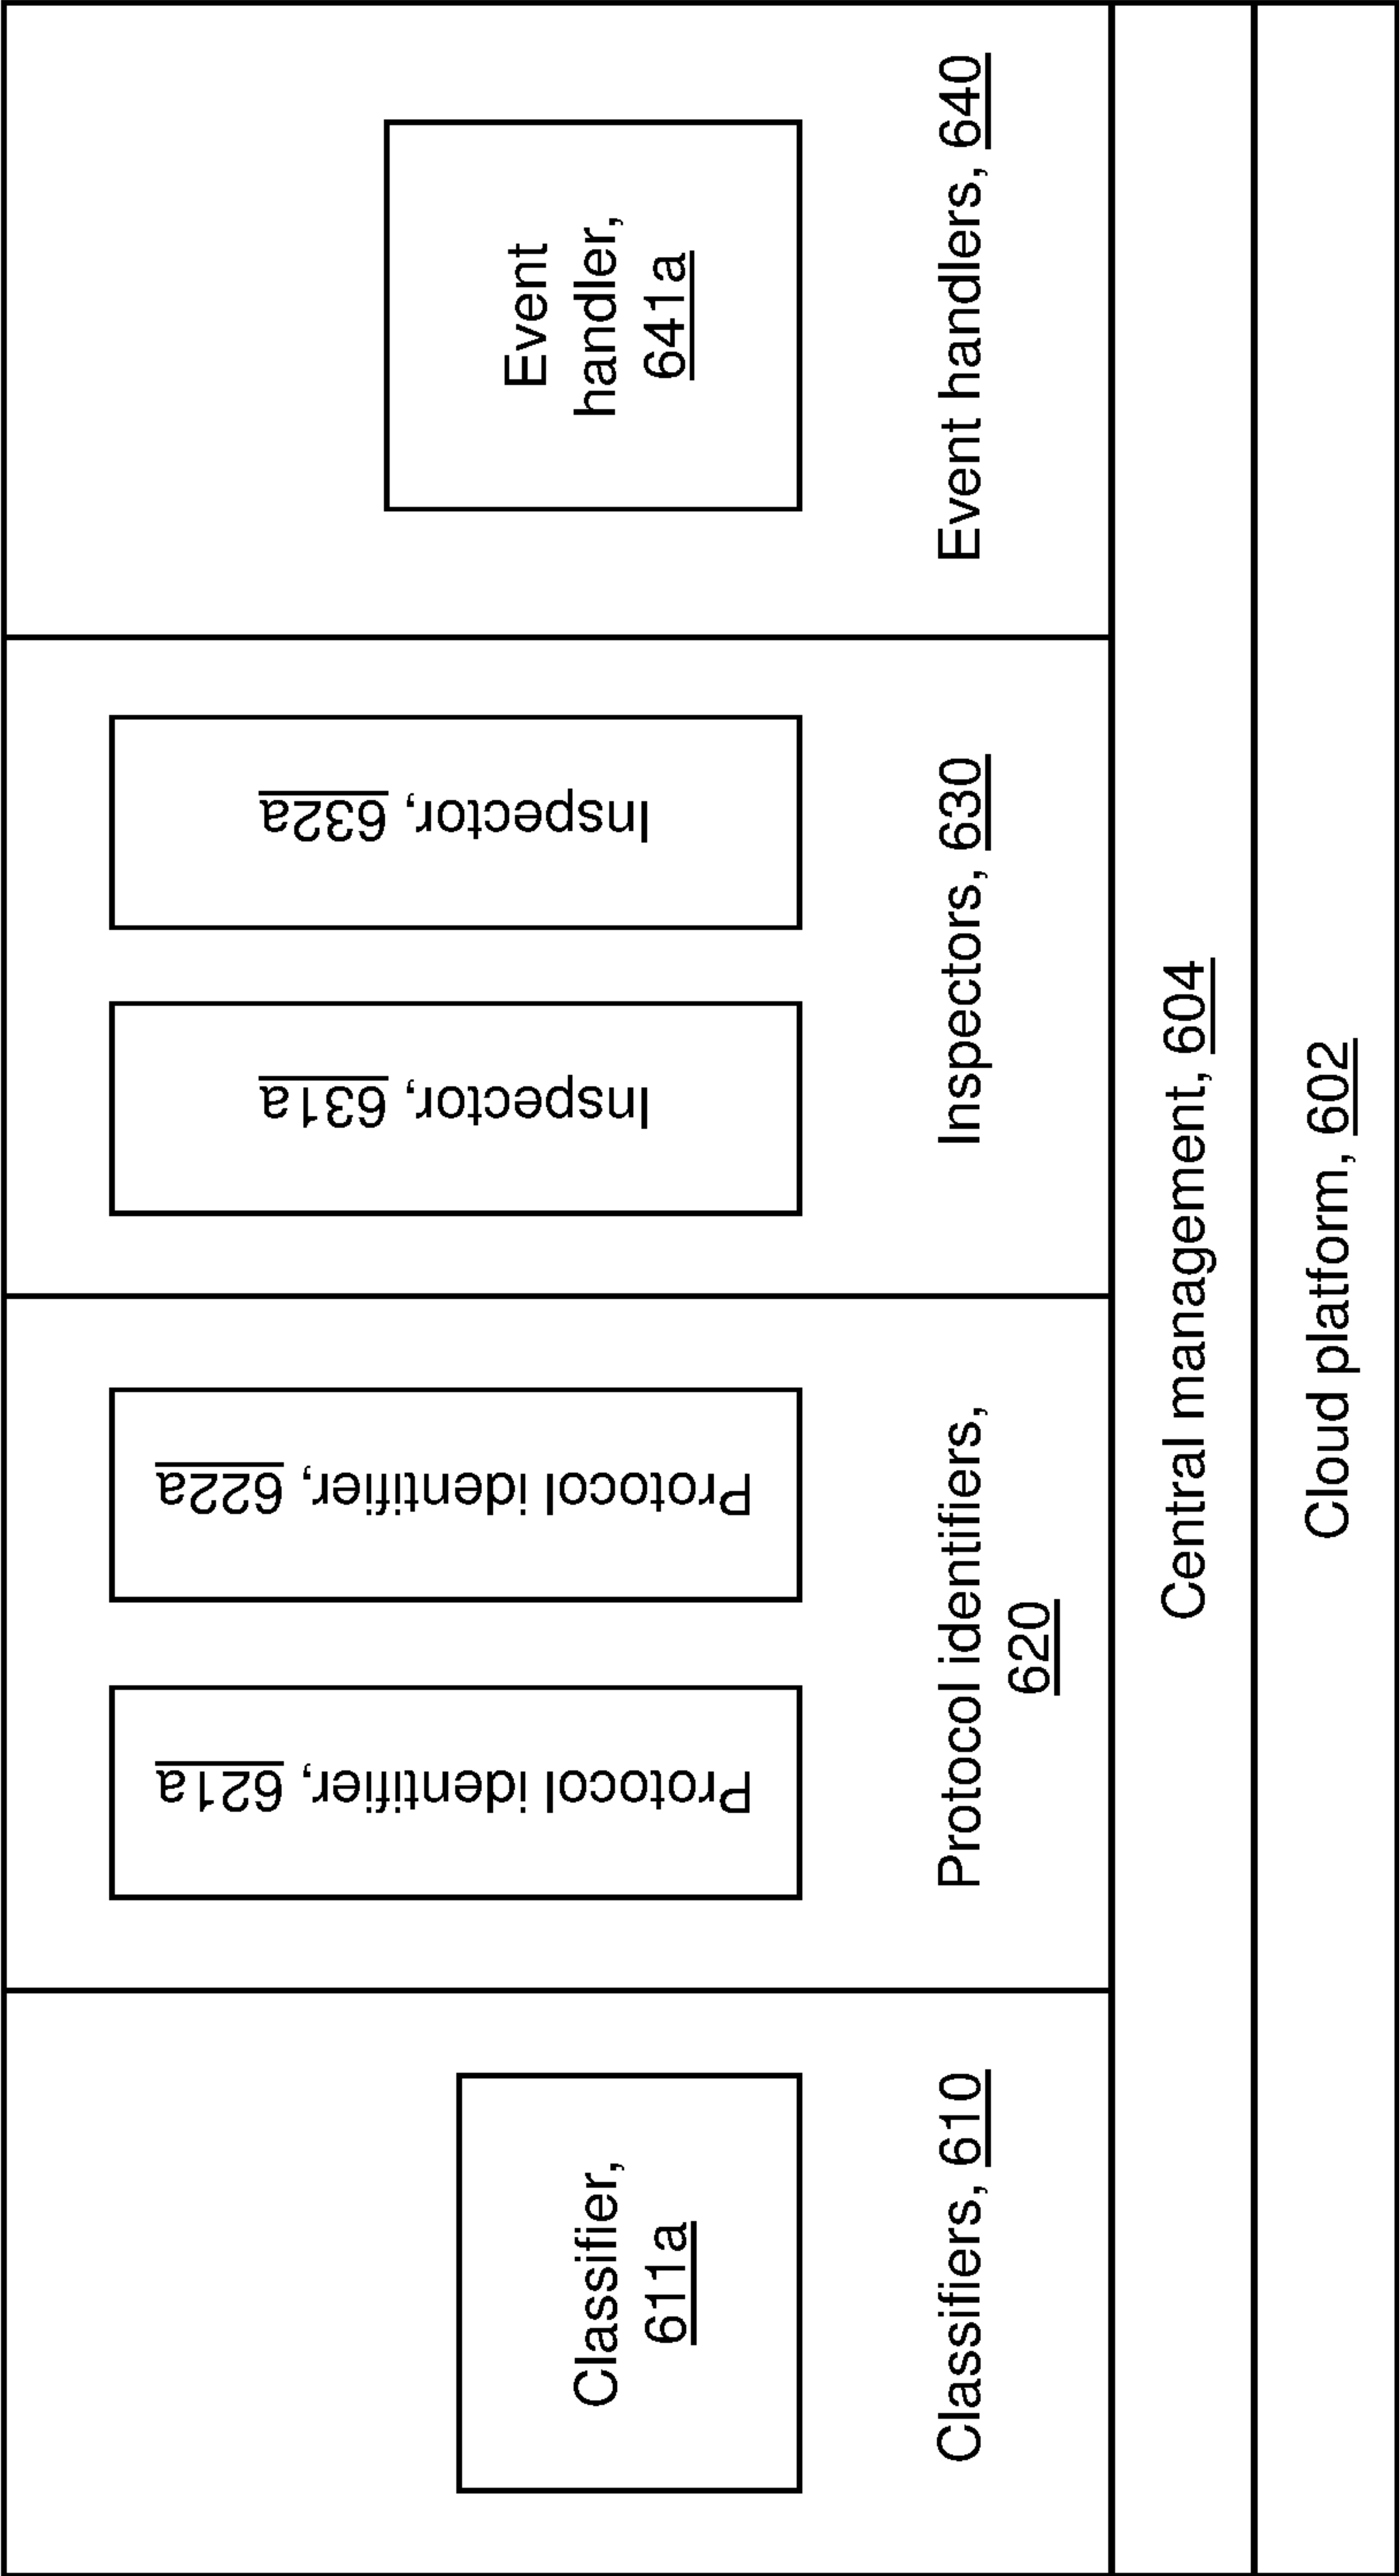 Classifier,
611a
Classifiers, 610
Protocol identifier, 621a
Protocol identifier, 622a
Protocol identifiers,
620
Inspector, 631a
Inspector, 632a
Inspectors, 630
Event
handler,
641a
Event handlers, 640
Central management, 604
Cloud platform, 602